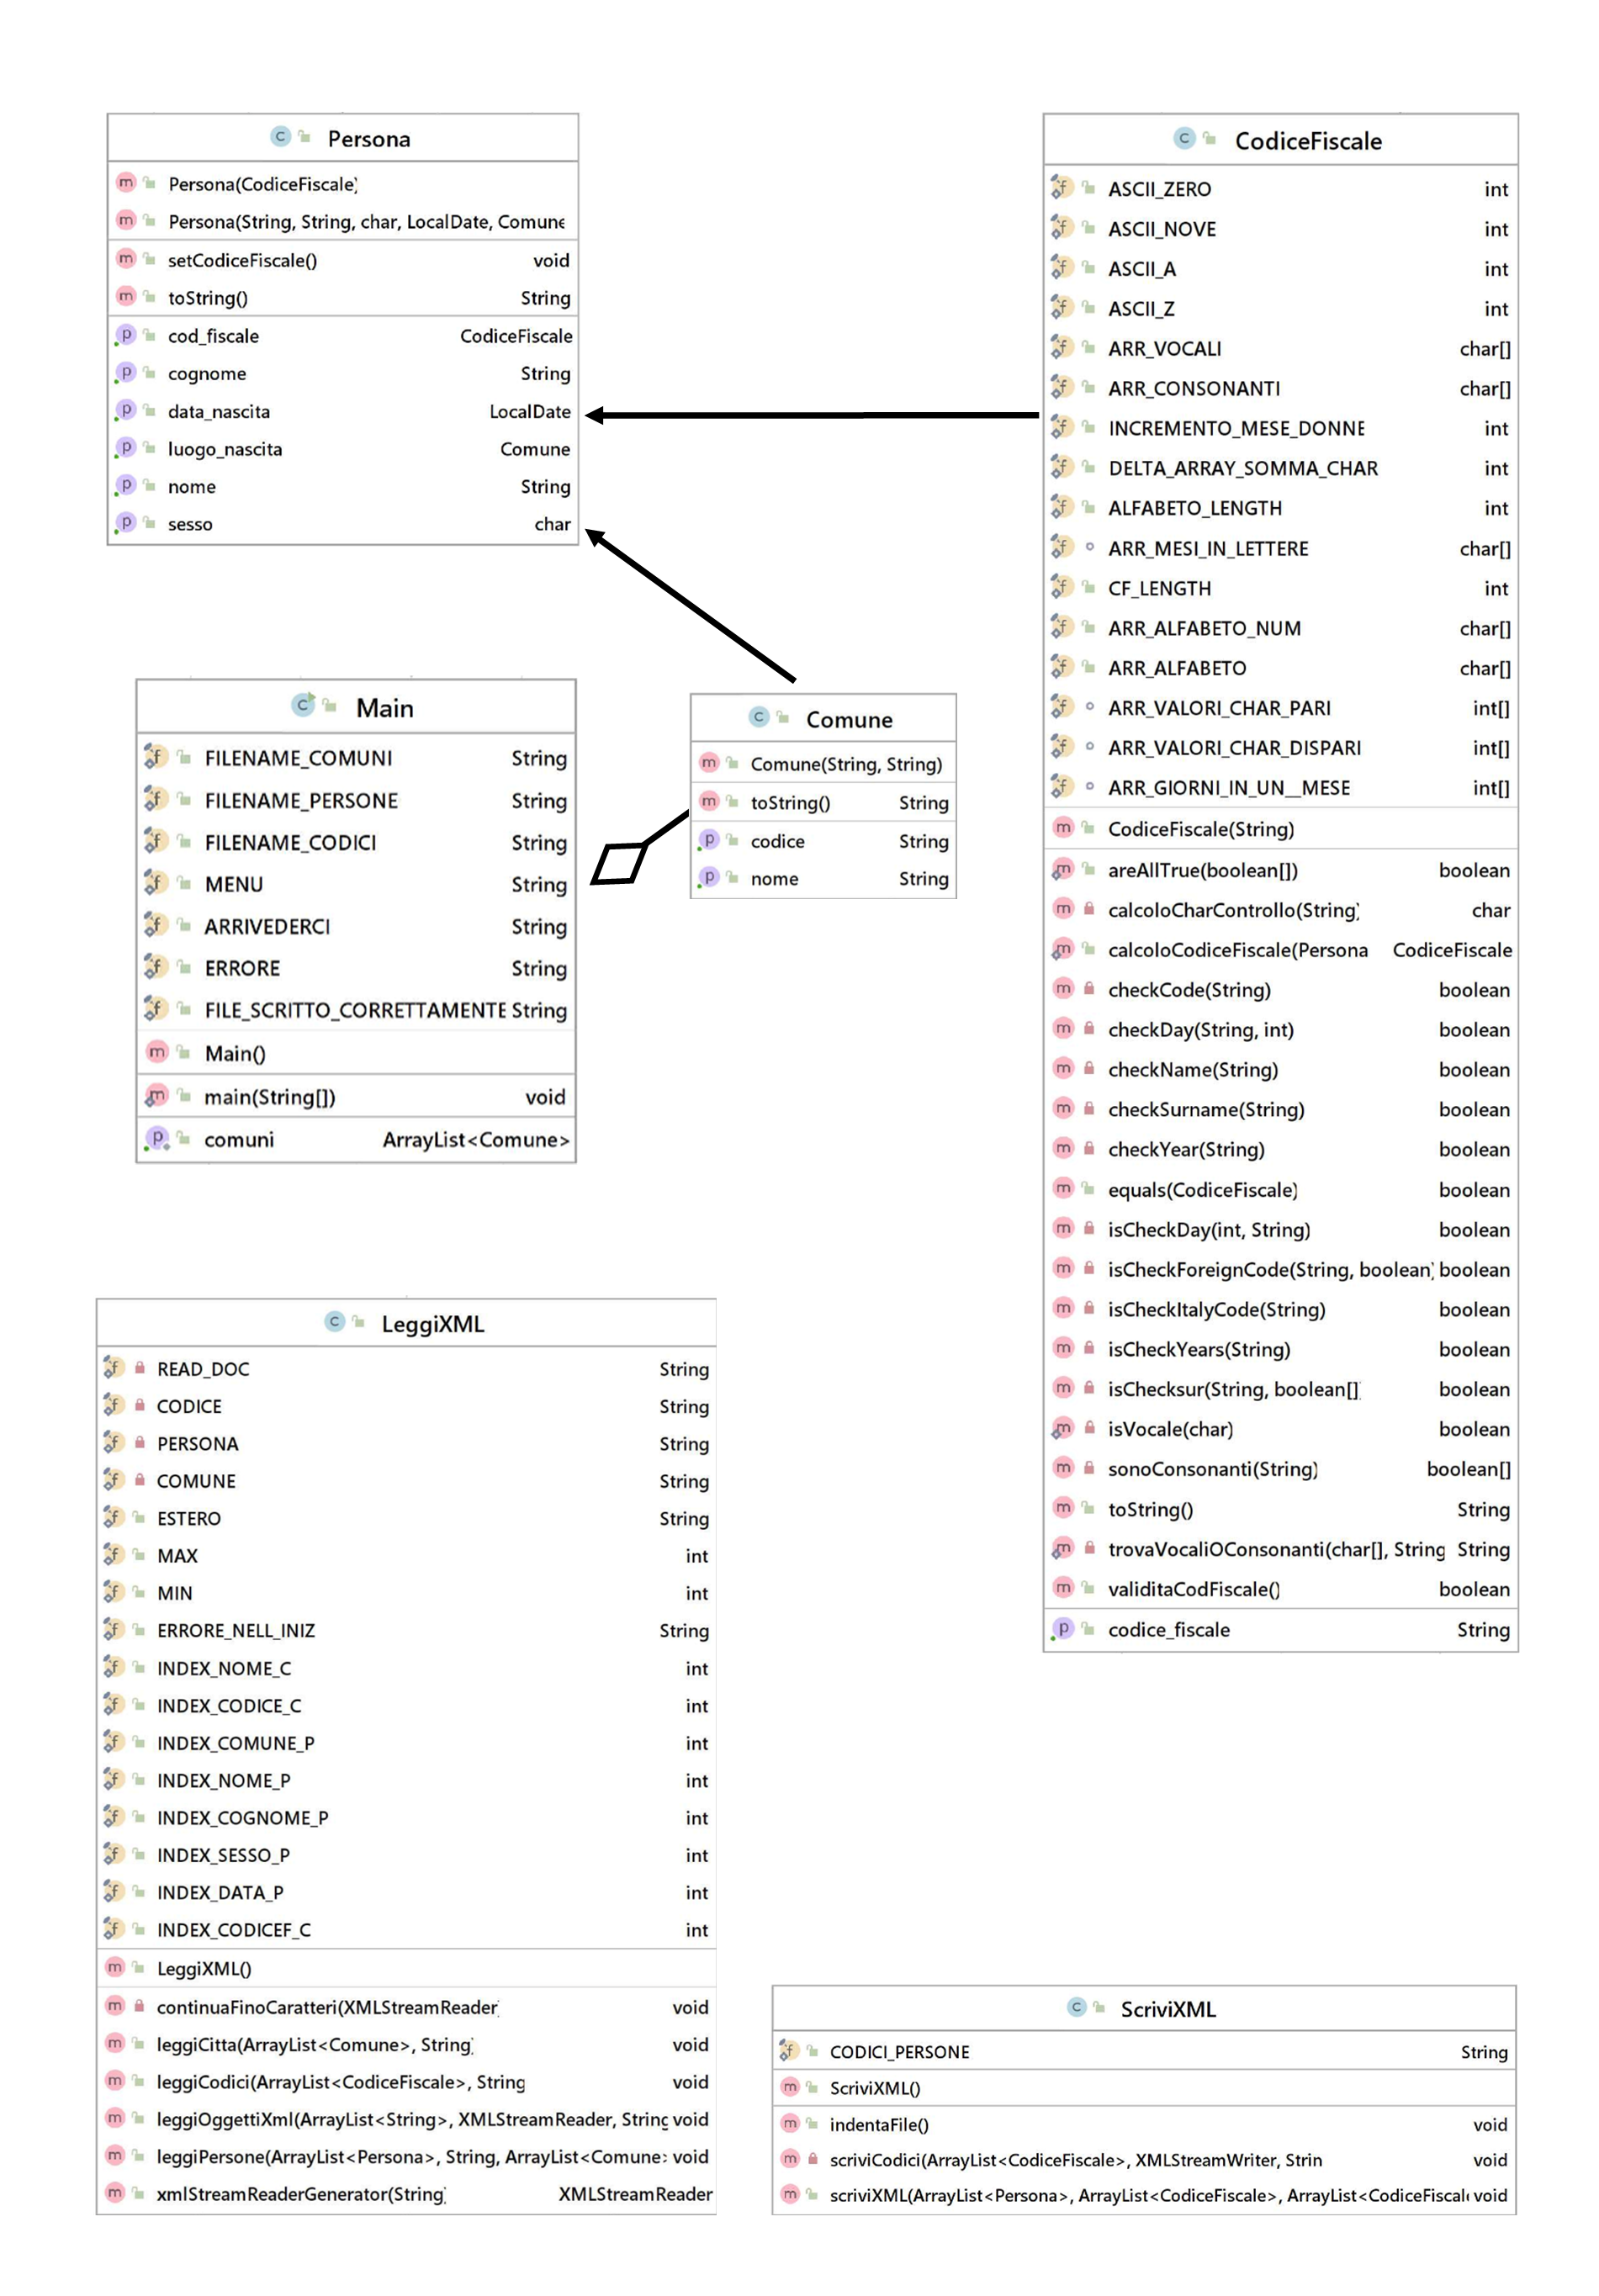 Persona
Persona(CodiceFiscale)
Persona(String, String, char, LocalDate, Comune
setCodiceFiscale() void
toString() String
cod_fiscale CodiceFiscale
cognome String
data_nascita LocalDate
luogo_nascita Comune
nome String
sesso char
CodiceFiscale
ASCII_ZERO int
ASCII_NOVE int
ASCII_A int
ASCII_Z int
ARR_VOCALI char[]
ARR_CONSONANTI char[]
INCREMENTO_MESE_DONNE int
DELTA_ARRAY_SOMMA_CHAR int
ALFABETO_LENGTH int
ARR_MESI_IN_LETTERE char[]
CF_LENGTH int
ARR_ALFABETO_NUM char[]
ARR_ALFABETO char[]
ARR_VALORI_CHAR_PARI int[]
ARR_VALORI_CHAR_DISPARI int[]
ARR_GIORNI_IN_UN__MESE int[]
CodiceFiscale(String)
areAllTrue(boolean[]) boolean
calcoloCharControllo(String) char
calcoloCodiceFiscale(Persona CodiceFiscale
checkCode(String) boolean
checkDay(String, int) boolean
checkName(String) boolean
checkSurname(String) boolean
checkYear(String) boolean
equals(CodiceFiscale) boolean
isCheckDay(int, String) boolean
isCheckForeignCode(String, boolean) boolean
isCheckItalyCode(String) boolean
isCheckYears(String) boolean
isChecksur(String, boolean[] boolean
isVocale(char) boolean
sonoConsonanti(String) boolean[]
toString() String
trovaVocaliOConsonanti(char[], String String
validitaCodFiscale() boolean
codice_fiscale String
Main
FILENAME_COMUNI String
FILENAME_PERSONE String
FILENAME_CODICI String
MENU String
ARRIVEDERCI String
ERRORE String
FILE_SCRITTO_CORRETTAMENTE String
Main()
main(String[]) void
comuni ArrayList<Comune>
Comune
Comune(String, String)
toString() String
codice String
nome String
LeggiXML
READ_DOC String
CODICE String
PERSONA String
COMUNE String
ESTERO String
MAX int
MIN int
ERRORE_NELL_INIZ String
INDEX_NOME_C int
INDEX_CODICE_C int
INDEX_COMUNE_P int
INDEX_NOME_P int
INDEX_COGNOME_P int
INDEX_SESSO_P int
INDEX_DATA_P int
INDEX_CODICEF_C int
LeggiXML()
continuaFinoCaratteri(XMLStreamReader void
leggiCitta(ArrayList<Comune>, String) void
leggiCodici(ArrayList<CodiceFiscale>, String void
leggiOggettiXml(ArrayList<String>, XMLStreamReader, String void
leggiPersone(ArrayList<Persona>, String, ArrayList<Comune> void
xmlStreamReaderGenerator(String) XMLStreamReader
ScriviXML
CODICI_PERSONE String
ScriviXML()
indentaFile() void
scriviCodici(ArrayList<CodiceFiscale>, XMLStreamWriter, Strin void
scriviXML(ArrayList<Persona>, ArrayList<CodiceFiscale>, ArrayList<CodiceFiscal void